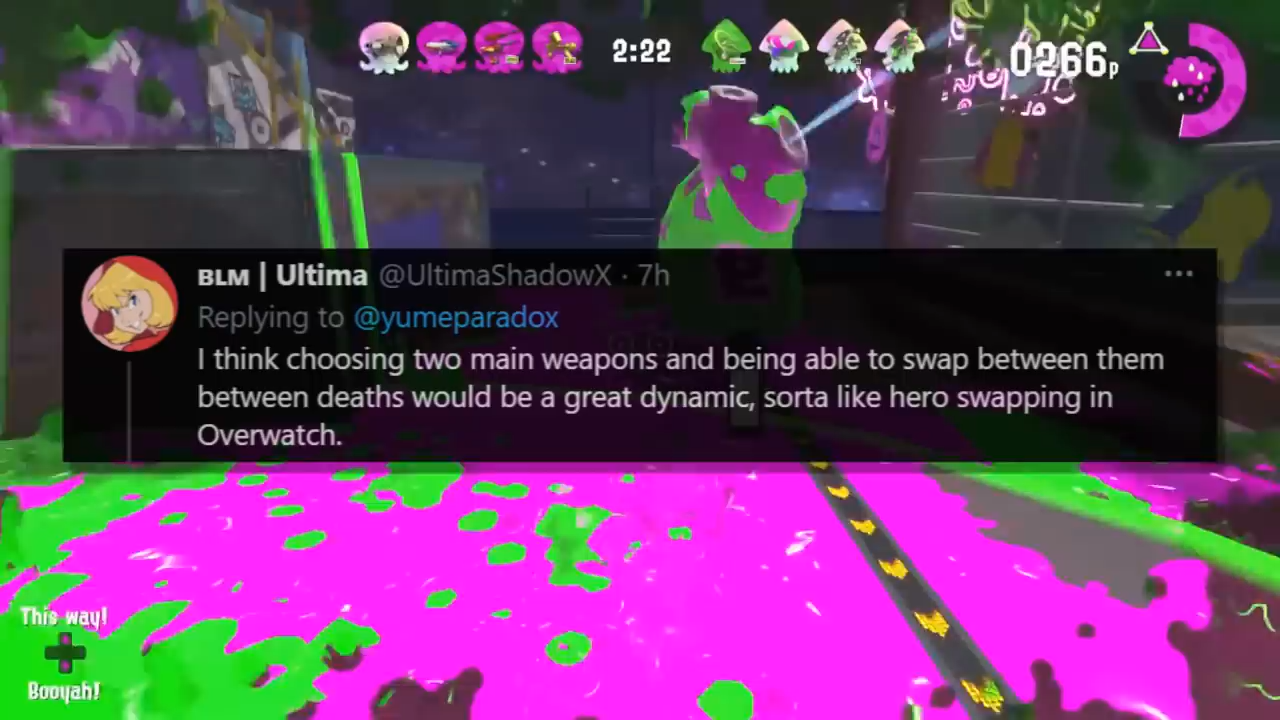 2:22
0266p
BLM | Ultima @UltimaShadowX · 7h
Replying to @yumeparadox
I think choosing two main weapons and being able to swap between them
between deaths would be a great dynamic, sorta like hero swapping in
Overwatch.
This way!
Booyah!